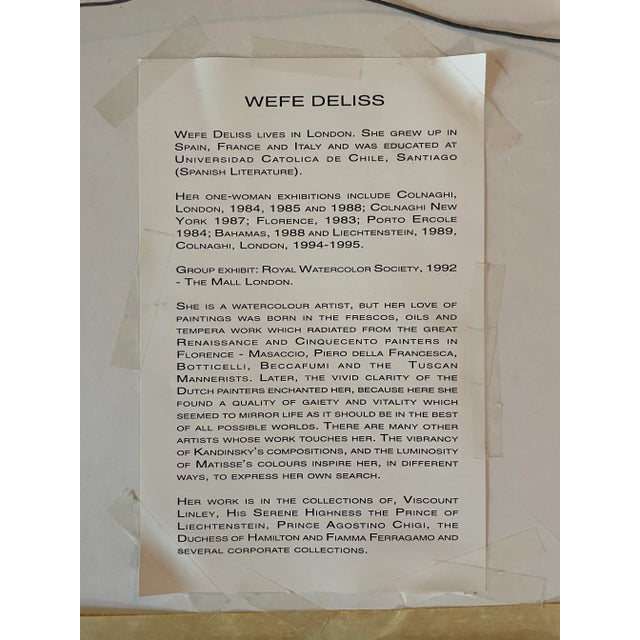 WEFE DELISS
WEFE DELISS LIVES IN LONDON. SHE GREW UP IN
SPAIN, FRANCE AND ITALY AND WAS EDUCATED AT
UNIVERSIDAD CATOLICA DE CHILE, SANTIAGO
(SPANISH LITERATURE).
HER ONE-WOMAN EXHIBITIONS INCLUDE COLNAGHI,
LONDON, 1984, 1985 AND 1988; COLNAGHI NEW
YORK 1987; FLORENCE, 1983; PORTO ERCOLE
1984; BAHAMAS, 1988 AND LIECHTENSTEIN, 1989,
COLNAGHI, LONDON, 1994-1995.
GROUP EXHIBIT: ROYAL WATERCOLOR SOCIETY, 1992
- THE MALL LONDON.
SHE IS A WATERCOLOUR ARTIST, BUT HER LOVE OF
PAINTINGS WAS BORN IN THE FRESCOS, OILS AND
TEMPERA WORK WHICH RADIATED FROM THE GREAT
RENAISSANCE AND CINQUECENTO PAINTERS IN
FLORENCE - MASACCIO, PIERO DELLA FRANCESCA,
BOTTICELLI, BECCAFUMI AND THE TUSCAN
MANNERISTS. LATER, THE VIVID CLARITY OF THE
DUTCH PAINTERS ENCHANTED HER, BECAUSE HERE SHE
FOUND A QUALITY OF GAIETY AND VITALITY WHICH
SEEMED TO MIRROR LIFE AS IT SHOULD BE IN THE BEST
OF ALL POSSIBLE WORLDS. THERE ARE MANY OTHER
ARTISTS WHOSE WORK TOUCHES HER. THE VIBRANCY
OF KANDINSKY'S COMPOSITIONS, AND THE LUMINOSITY
OF MATISSE'S COLOURS INSPIRE HER, IN DIFFERENT
WAYS, TO EXPRESS HER OWN SEARCH.
HER WORK IS IN THE COLLECTIONS OF, VISCOUNT
LINLEY, HIS SERENE HIGHNESS THE PRINCE OF
LIECHTENSTEIN, PRINCE AGOSTINO CHIGI, THE
DUCHESS OF HAMILTON AND FIAMMA FERRAGAMO AND
SEVERAL CORPORATE COLLECTIONS.